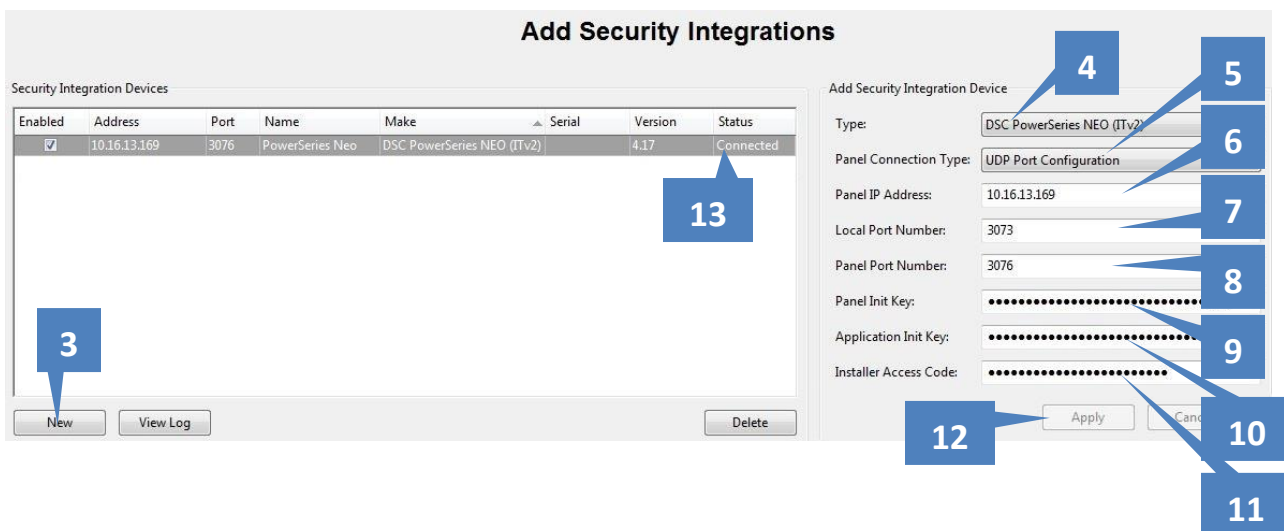 Add Security Integrations
4
5
Security Integration Devices
Add Security Integration Device
Enabled Address Port Name Make Serial Version Status
Type: DSC PowerSeries NEO (ITv2)
10.16.13.169 3076 PowerSeries Neo DSC PowerSeries NEO (ITv2) 4.17 Connected
Panel Connection Type: UDP Port Configuration
6
Panel IP Address: 10.16.13.169
13
7
Local Port Number: 3073
Panel Port Number: 3076
8
Panel Init Key: ••••••••••••••••••••••••••••
3
Application Init Key: ••••••••••••••••••••••••••••
9
Installer Access Code: ••••••••••••••••••••••••
New View Log Delete
12
Apply
10
11